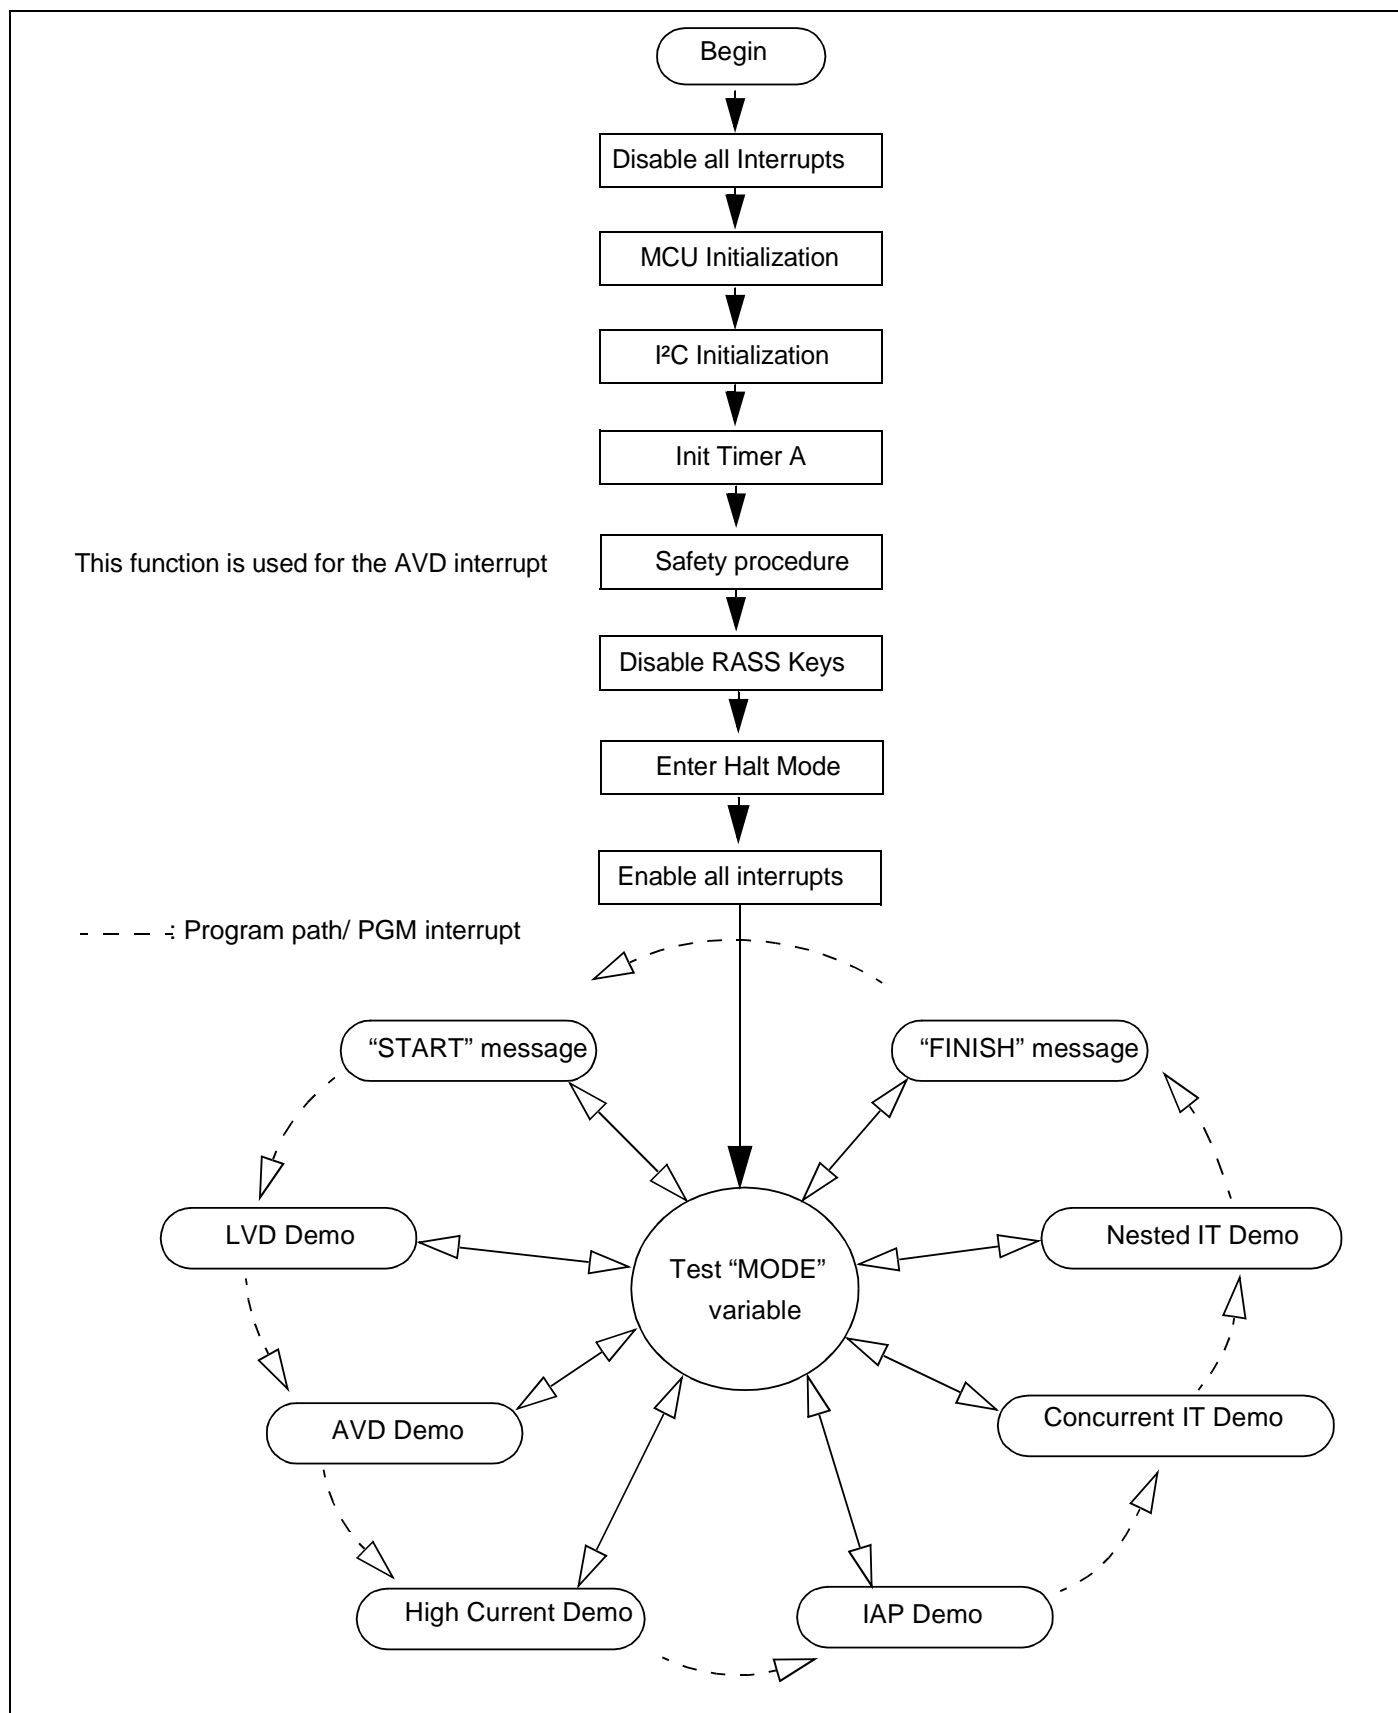 Begin
Disable all Interrupts
MCU Initialization
I²C Initialization
Init Timer A
This function is used for the AVD interrupt
Safety procedure
Disable RASS Keys
Enter Halt Mode
Enable all interrupts
: Program path/ PGM interrupt
“START” message
“FINISH” message
LVD Demo
Nested IT Demo
Test “MODE”
variable
AVD Demo
Concurrent IT Demo
High Current Demo
IAP Demo